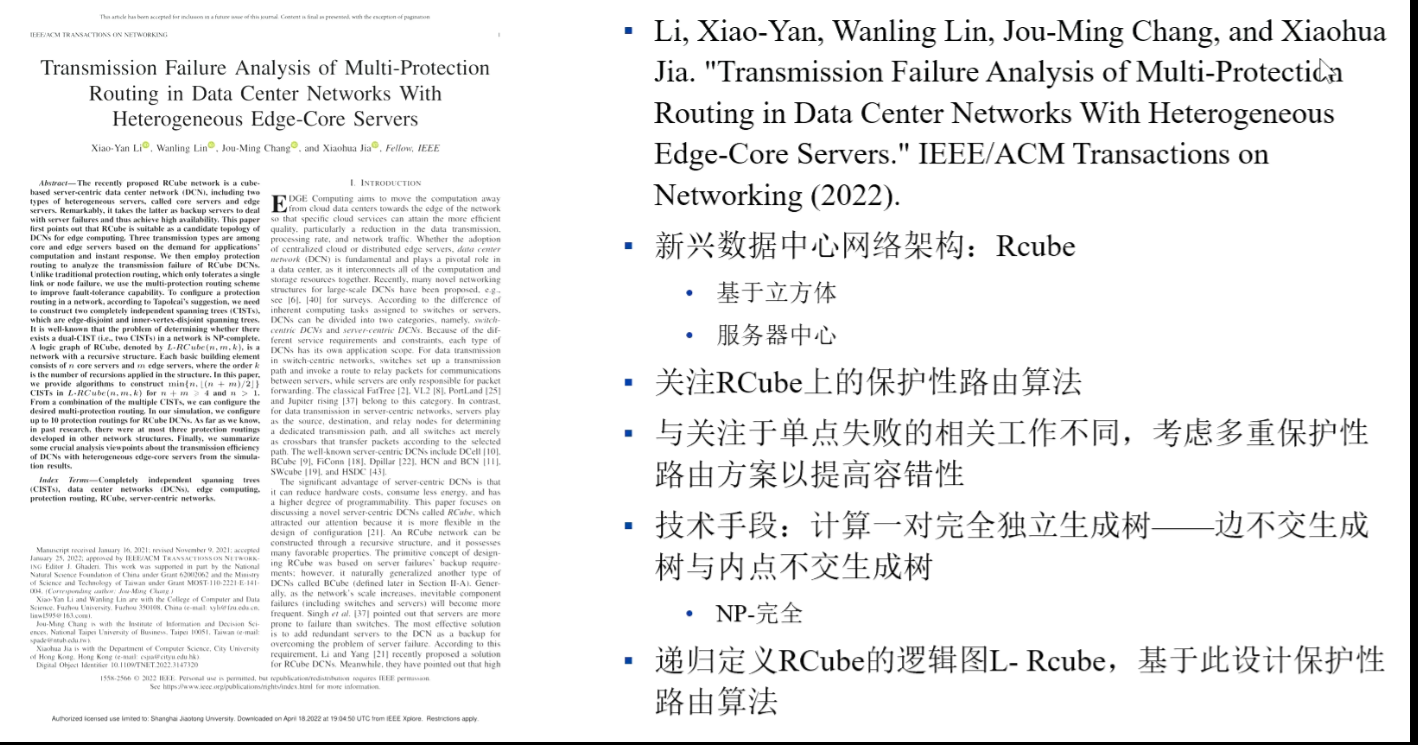 This article has been accepted for inclusion in a future issue of this journal. Content is final as presented, with the exception of pagination
IEEE/ACM TRANSACTIONS ON NETWORKING
1
Transmission Failure Analysis of Multi-Protection
Routing in Data Center Networks With
Heterogeneous Edge-Core Servers
Xiao-Yan Li, Wanling Lin, Jou-Ming Chang, and Xiaohua Jia, Fellow, IEEE
Abstract—The recently proposed RCube network is a cube-
based server-centric data center network (DCN), including two
types of heterogeneous servers, called core servers and edge
servers. Remarkably, it takes the latter as backup servers to deal
with server failures and thus achieve high availability. This paper
first points out that RCube is suitable as a candidate topology of
DCNs for edge computing. Three transmission types are among
core and edge servers based on the demand for applications'
computation and instant response. We then employ protection
routing to analyze the transmission failure of RCube DCNs.
Unlike traditional protection routing, which only tolerates a single
link or node failure, we use the multi-protection routing scheme
to improve fault-tolerance capability. To configure a protection
routing in a network, according to Tapolcai's suggestion, we need
to compute two completely independent spanning trees (CISTs),
which are edge-disjoint and inner-vertex-disjoint spanning trees.
It is well-known that the problem of determining whether there
exists a dual-CIST (i.e., two CISTs) in a network is NP-complete.
A logic graph of RCube, denoted by L-RCube(n, m, k), is a
network with a recursive structure. Each basic building element
consists of n core servers and m edge servers, where the order k
is the number of recursions applied in the structure. In this paper,
we provide algorithms to construct min{n, ⌊(n + m)/2⌋}
CISTs in L-RCube(n, m, k) for n + m ⩾ 4 and n > 1.
From a combination of the multiple CISTs, we can configure the
desired multi-protection routing. In our simulation, we configure
up to 10 protection routings for RCube DCNs. As far as we know,
in past research, there were at most three protection routings
developed in other network structures. Finally, we summarize
some crucial analysis viewpoints about the transmission efficiency
of DCNs with heterogeneous edge-core servers from the simula-
tion results.
Index Terms—Completely independent spanning trees
(CISTs), data center networks (DCNs), edge computing,
protection routing, RCube, server-centric networks.
Manuscript received January 16, 2021; revised November 9, 2021; accepted
January 25, 2022; approved by IEEE/ACM TRANSACTIONS ON NETWORK-
ING Editor J. Ghaderi. This work was supported in part by the National
Natural Science Foundation of China under Grant 62002062 and the Ministry
of Science and Technology of Taiwan under Grant MOST-110-2221-E-141-
004. (Corresponding author: Jou-Ming Chang.)
Xiao-Yan Li and Wanling Lin are with the College of Computer and Data
Science, Fuzhou University, Fuzhou 350108, China (e-mail: xyli@fzu.edu.cn;
linwl595@163.com).
Jou-Ming Chang is with the Institute of Information and Decision Sci-
ences, National Taipei University of Business, Taipei 10051, Taiwan (e-mail:
spade@ntub.edu.tw).
Xiaohua Jia is with the Department of Computer Science, City University
of Hong Kong, Hong Kong (e-mail: csjia@cityu.edu.hk)
Digital Object Identifier 10.1109/TNET.2022.3147320
I. INTRODUCTION
EDGE Computing aims to move the computation away
from cloud data centers towards the edge of the network
so that specific cloud services can attain the more efficient
quality, particularly a reduction in the data transmission,
processing rate, and network traffic. Whether the adoption
of centralized cloud or distributed edge servers, data center
network (DCN) is fundamental and plays a pivotal role in
a data center, as it interconnects all of the computation and
storage resources together. Recently, many novel networking
structures for large-scale DCNs have been proposed, e.g.,
see [6], [40] for surveys. According to the difference of
inherent computing tasks assigned to switches or servers,
DCNs can be divided into two categories, namely, switch-
centric DCNs and server-centric DCNs. Because of the dif-
ferent service requirements and constraints, each type of
DCNs has its own application scope. For data transmission
in switch-centric networks, switches set up a transmission
path and invoke a route to relay packets for communications
between servers, while servers are only responsible for packet
forwarding. The classical FatTree [2], VL2 [8], PortLand [25]
and Jupiter rising [37] belong to this category. In contrast,
for data transmission in server-centric networks, servers play
as the source, destination, and relay nodes for determining
a dedicated transmission path, and all switches act merely
as crossbars that transfer packets according to the selected
path. The well-known server-centric DCNs include DCell [10],
BCube [9], FiConn [18], Dpillar [22], HCN and BCN [11],
SWcube [19], and HSDC [43].
The significant advantage of server-centric DCNs is that
it can reduce hardware costs, consume less energy, and has
a higher degree of programmability. This paper focuses on
discussing a novel server-centric DCNs called RCube, which
attracted our attention because it is more flexible in the
design of configuration [21]. An RCube network can be
constructed through a recursive structure, and it possesses
many favorable properties. The primitive concept of design-
ing RCube was based on server failures' backup require-
ments; however, it naturally generalized another type of
DCNs called BCube (defined later in Section II-A). Gener-
ally, as the network's scale increases, inevitable component
failures (including switches and servers) will become more
frequent. Singh et al. [37] pointed out that servers are more
prone to failure than switches. The most effective solution
is to add redundant servers to the DCN as a backup for
overcoming the problem of server failure. According to this
requirement, Li and Yang [21] recently proposed a solution
for RCube DCNs. Meanwhile, they have pointed out that high
1558-2566 © 2022 IEEE. Personal use is permitted, but republication/redistribution requires IEEE permission.
See https://www.ieee.org/publications/rights/index.html for more information.
Authorized licensed use limited to: Shanghai Jiaotong University. Downloaded on April 18,2022 at 19:04:50 UTC from IEEE Xplore. Restrictions apply.
Li, Xiao-Yan, Wanling Lin, Jou-Ming Chang, and Xiaohua
Jia. "Transmission Failure Analysis of Multi-Protection
Routing in Data Center Networks With Heterogeneous
Edge-Core Servers." IEEE/ACM Transactions on
Networking (2022).
新兴数据中心网络架构：Rcube
基于立方体
服务器中心
关注RCube上的保护性路由算法
与关注于单点失败的相关工作不同，考虑多重保护性
路由方案以提高容错性
技术手段：计算一对完全独立生成树——边不交生成
树与内点不交生成树
NP-完全
递归定义RCube的逻辑图L- Rcube，基于此设计保护性
路由算法